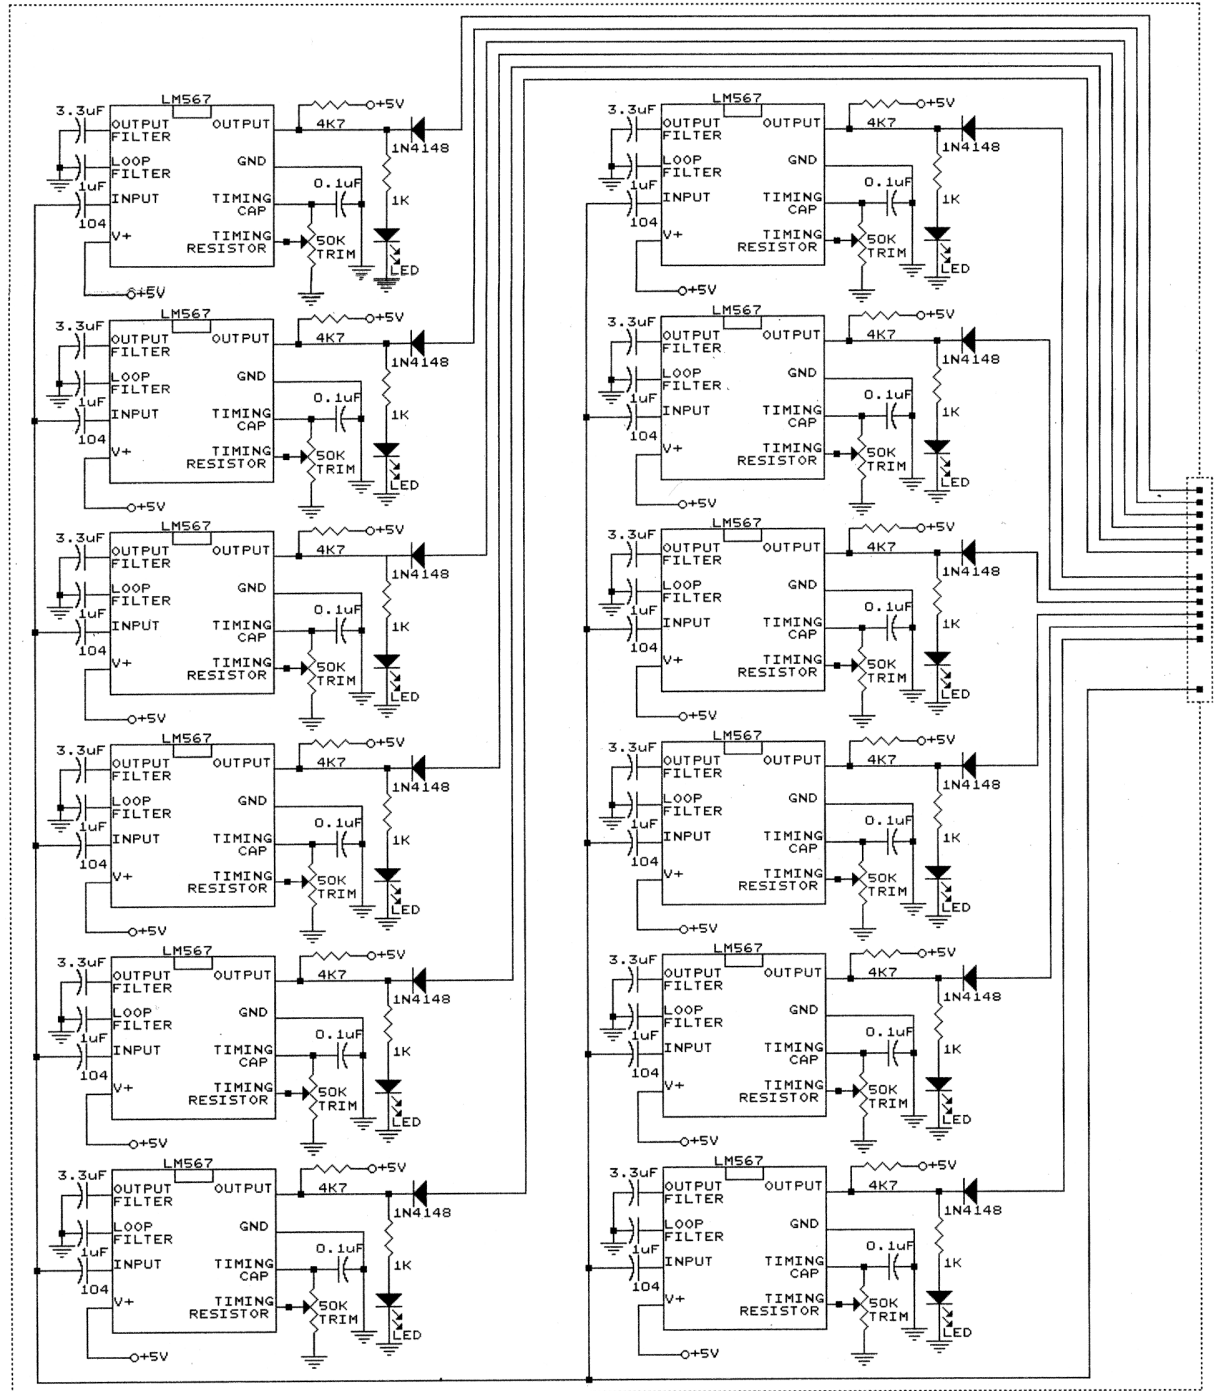 LM567
+5V
3.3uF
OUTPUT
FILTER
OUTPUT
4K7
1N4148
LOOP
FILTER
GND
1uF
0.1uF
INPUT
TIMING
CAP
1K
104
V+
TIMING
RESISTOR
50K
TRIM
LED
+5V
LM567
+5V
3.3uF
OUTPUT
FILTER
OUTPUT
4K7
1N4148
LOOP
FILTER
GND
1uF
0.1uF
INPUT
TIMING
CAP
1K
104
V+
TIMING
RESISTOR
50K
TRIM
LED
+5V
LM567
+5V
3.3uF
OUTPUT
FILTER
OUTPUT
4K7
1N4148
LOOP
FILTER
GND
1uF
0.1uF
INPUT
TIMING
CAP
1K
104
V+
TIMING
RESISTOR
50K
TRIM
LED
+5V
LM567
+5V
3.3uF
OUTPUT
FILTER
OUTPUT
4K7
1N4148
LOOP
FILTER
GND
1uF
0.1uF
INPUT
TIMING
CAP
1K
104
V+
TIMING
RESISTOR
50K
TRIM
LED
+5V
LM567
+5V
3.3uF
OUTPUT
FILTER
OUTPUT
4K7
1N4148
LOOP
FILTER
GND
1uF
0.1uF
INPUT
TIMING
CAP
1K
104
V+
TIMING
RESISTOR
50K
TRIM
LED
+5V
LM567
+5V
3.3uF
OUTPUT
FILTER
OUTPUT
4K7
1N4148
LOOP
FILTER
GND
1uF
0.1uF
INPUT
TIMING
CAP
1K
104
V+
TIMING
RESISTOR
50K
TRIM
LED
+5V
LM567
+5V
3.3uF
OUTPUT
FILTER
OUTPUT
4K7
1N4148
LOOP
FILTER
GND
1uF
0.1uF
INPUT
TIMING
CAP
1K
104
V+
TIMING
RESISTOR
50K
TRIM
LED
+5V
LM567
+5V
3.3uF
OUTPUT
FILTER
OUTPUT
4K7
1N4148
LOOP
FILTER
GND
1uF
0.1uF
INPUT
TIMING
CAP
1K
104
V+
TIMING
RESISTOR
50K
TRIM
LED
+5V
LM567
+5V
3.3uF
OUTPUT
FILTER
OUTPUT
4K7
1N4148
LOOP
FILTER
GND
1uF
0.1uF
INPUT
TIMING
CAP
1K
104
V+
TIMING
RESISTOR
50K
TRIM
LED
+5V
LM567
+5V
3.3uF
OUTPUT
FILTER
OUTPUT
4K7
1N4148
LOOP
FILTER
GND
1uF
0.1uF
INPUT
TIMING
CAP
1K
104
V+
TIMING
RESISTOR
50K
TRIM
LED
+5V
LM567
+5V
3.3uF
OUTPUT
FILTER
OUTPUT
4K7
1N4148
LOOP
FILTER
GND
1uF
0.1uF
INPUT
TIMING
CAP
1K
104
V+
TIMING
RESISTOR
50K
TRIM
LED
+5V
LM567
+5V
3.3uF
OUTPUT
FILTER
OUTPUT
4K7
1N4148
LOOP
FILTER
GND
1uF
0.1uF
INPUT
TIMING
CAP
1K
104
V+
TIMING
RESISTOR
50K
TRIM
LED
+5V